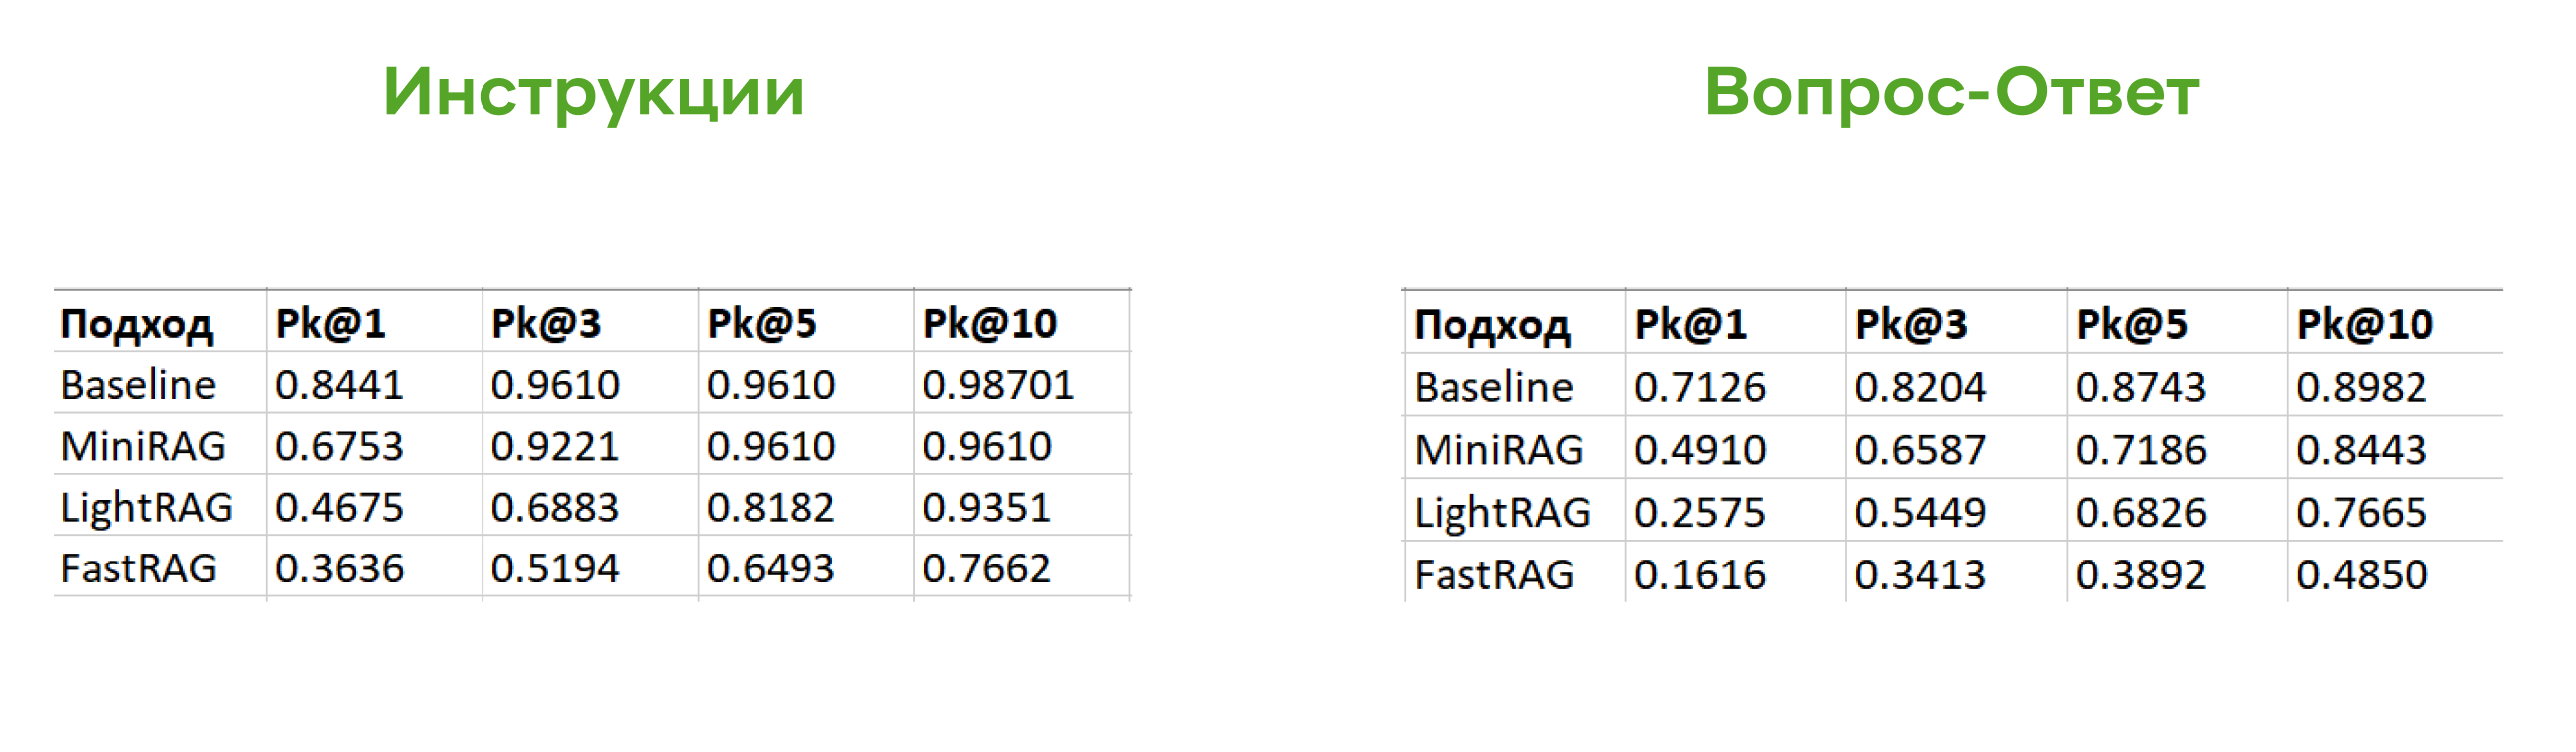 Инструкции
Подход Pk@1 Pk@3 Pk@5 Pk@10
Baseline 0.8441 0.9610 0.9610 0.98701
MiniRAG 0.6753 0.9221 0.9610 0.9610
LightRAG 0.4675 0.6883 0.8182 0.9351
FastRAG 0.3636 0.5194 0.6493 0.7662
Вопрос-Ответ
Подход Pk@1 Pk@3 Pk@5 Pk@10
Baseline 0.7126 0.8204 0.8743 0.8982
MiniRAG 0.4910 0.6587 0.7186 0.8443
LightRAG 0.2575 0.5449 0.6826 0.7665
FastRAG 0.1616 0.3413 0.3892 0.4850